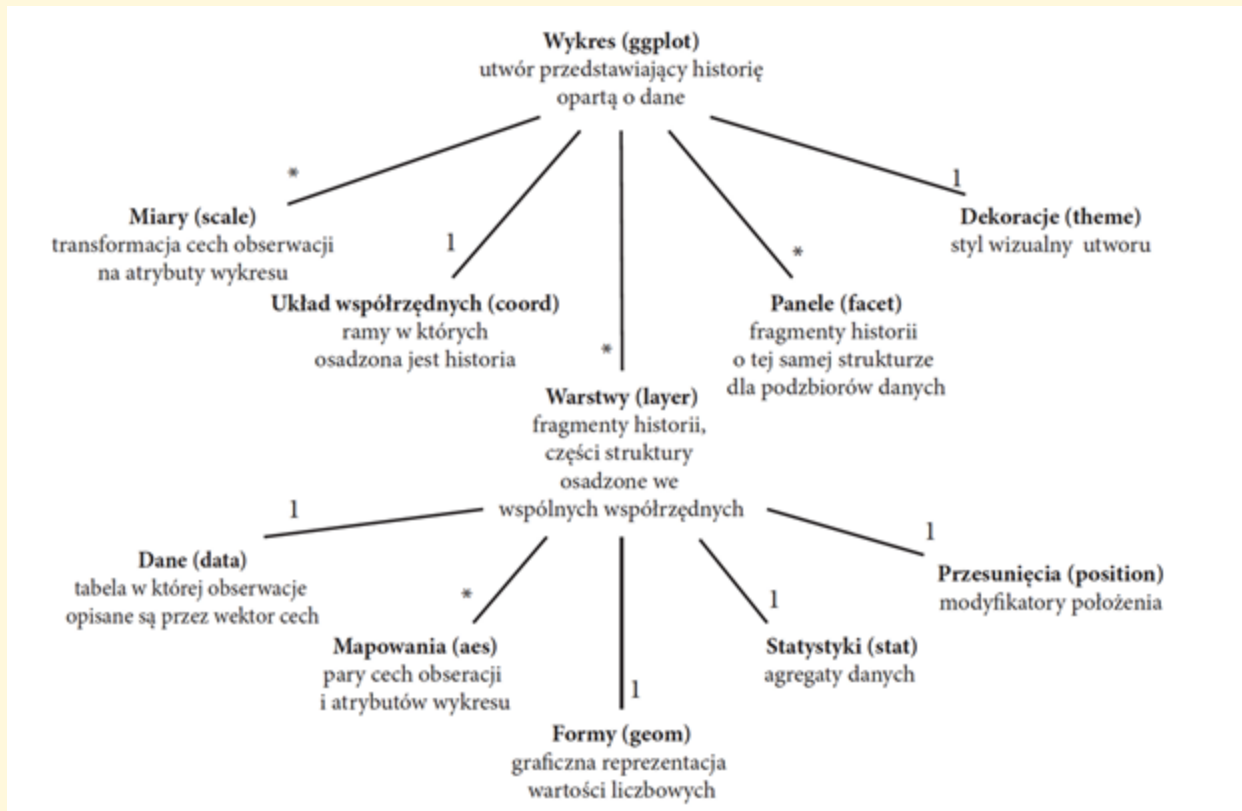 Wykres (ggplot)
utwór przedstawiający historię
opartą o dane
*
Miary (scale)
transformacja cech obserwacji
na atrybuty wykresu
1
Układ współrzędnych (coord)
ramy w których
osadzona jest historia
*
Warstwy (layer)
fragmenty historii,
części struktury
osadzone we
wspólnych współrzędnych
*
Panele (facet)
fragmenty historii
o tej samej strukturze
dla podzbiorów danych
1
Dekoracje (theme)
styl wizualny utworu
1
Dane (data)
tabela w której obserwacje
opisane są przez wektor cech
*
Mapowania (aes)
pary cech obseracji
i atrybutów wykresu
1
Formy (geom)
graficzna reprezentacja
wartości liczbowych
1
Statystyki (stat)
agregaty danych
1
Przesunięcia (position)
modyfikatory położenia